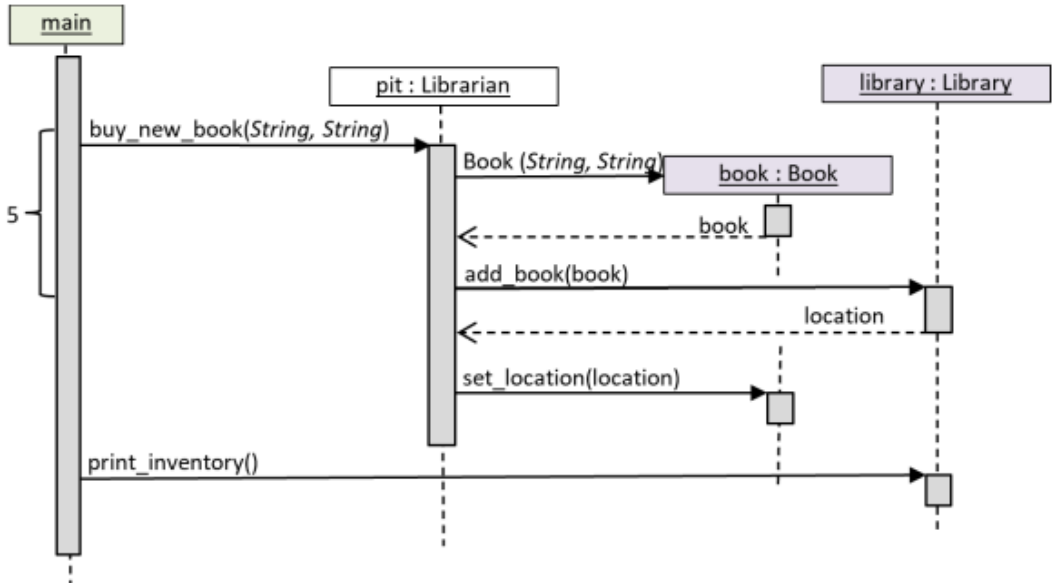 main
pit : Librarian
library : Library
buy_new_book(String, String)
Book (String, String)
book : Book
5
book
add_book(book)
location
set_location(location)
print_inventory()